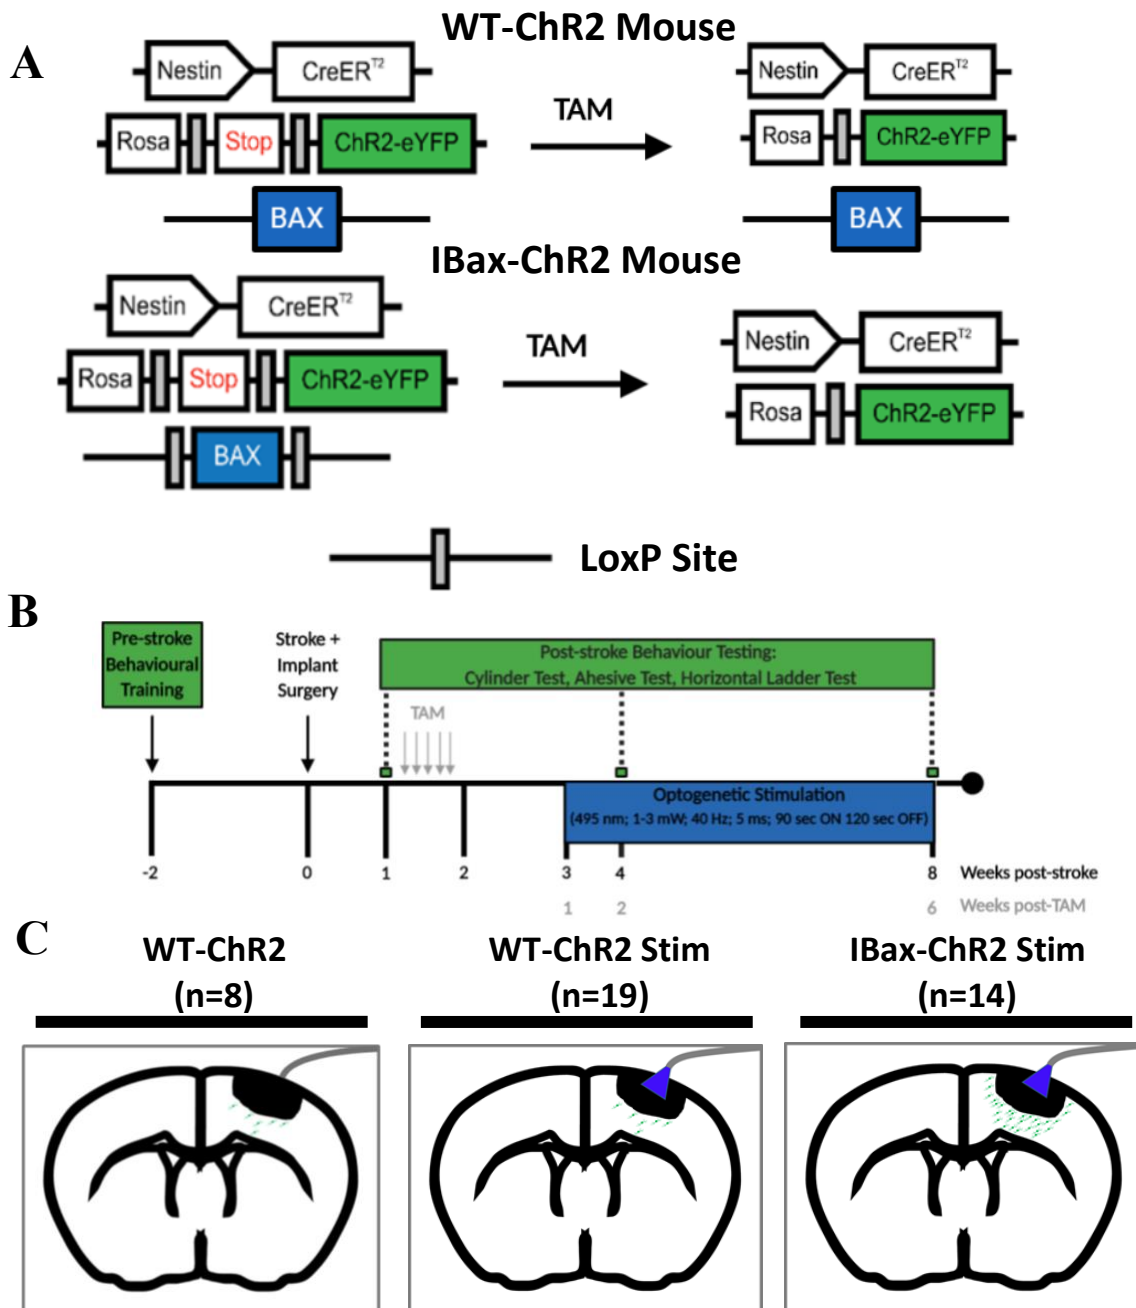 WT-ChR2 Mouse
A
Nestin CreER^T2
TAM
Nestin CreER^T2
Rosa Stop ChR2-eYFP
Rosa ChR2-eYFP
BAX
BAX
IBax-ChR2 Mouse
Nestin CreER^T2
TAM
Nestin CreER^T2
Rosa Stop ChR2-eYFP
Rosa ChR2-eYFP
BAX
LoxP Site
B
Pre-stroke
Behavioural
Training
Stroke +
Implant
Surgery
Post-stroke Behaviour Testing:
Cylinder Test, Ahesive Test, Horizontal Ladder Test
TAM
Optogenetic Stimulation
(495 nm; 1-3 mW; 40 Hz; 5 ms; 90 sec ON 120 sec OFF)
-2 0 1 2 3 4 8 Weeks post-stroke
1 2 6 Weeks post-TAM
C
WT-ChR2
(n=8)
WT-ChR2 Stim
(n=19)
IBax-ChR2 Stim
(n=14)